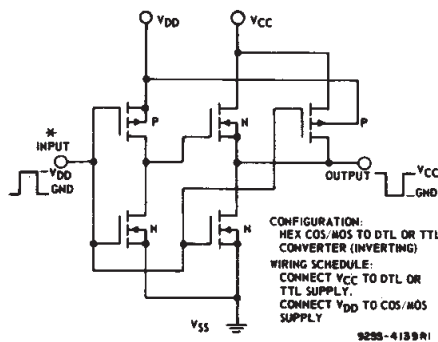 VDD
VCC
P
N
P
*
INPUT
VDD
GND
OUTPUT
VCC
GND
N
N
CONFIGURATION:
HEX COS/MOS TO DTL OR TTL
CONVERTER (INVERTING)
WIRING SCHEDULE:
CONNECT VCC TO DTL OR
TTL SUPPLY.
CONNECT VDD TO COS/MOS
SUPPLY
VSS
92SS-4139R1